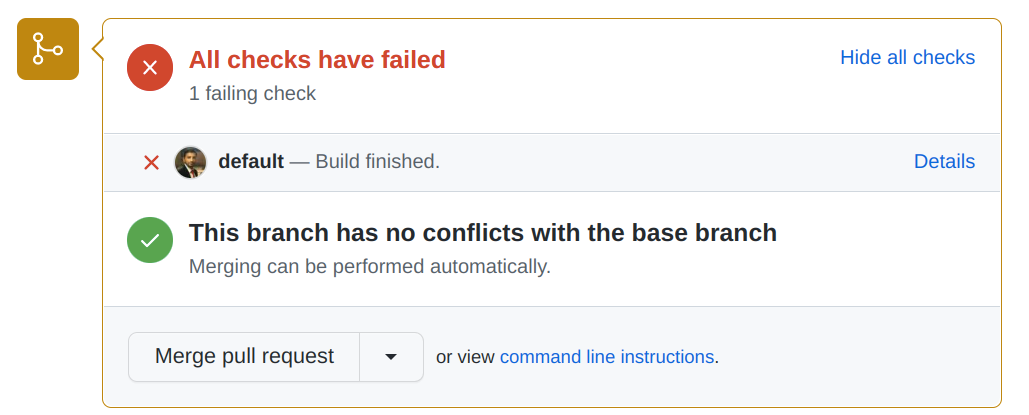 All checks have failed
Hide all checks
1 failing check
default — Build finished.
Details
This branch has no conflicts with the base branch
Merging can be performed automatically.
Merge pull request
or view command line instructions.